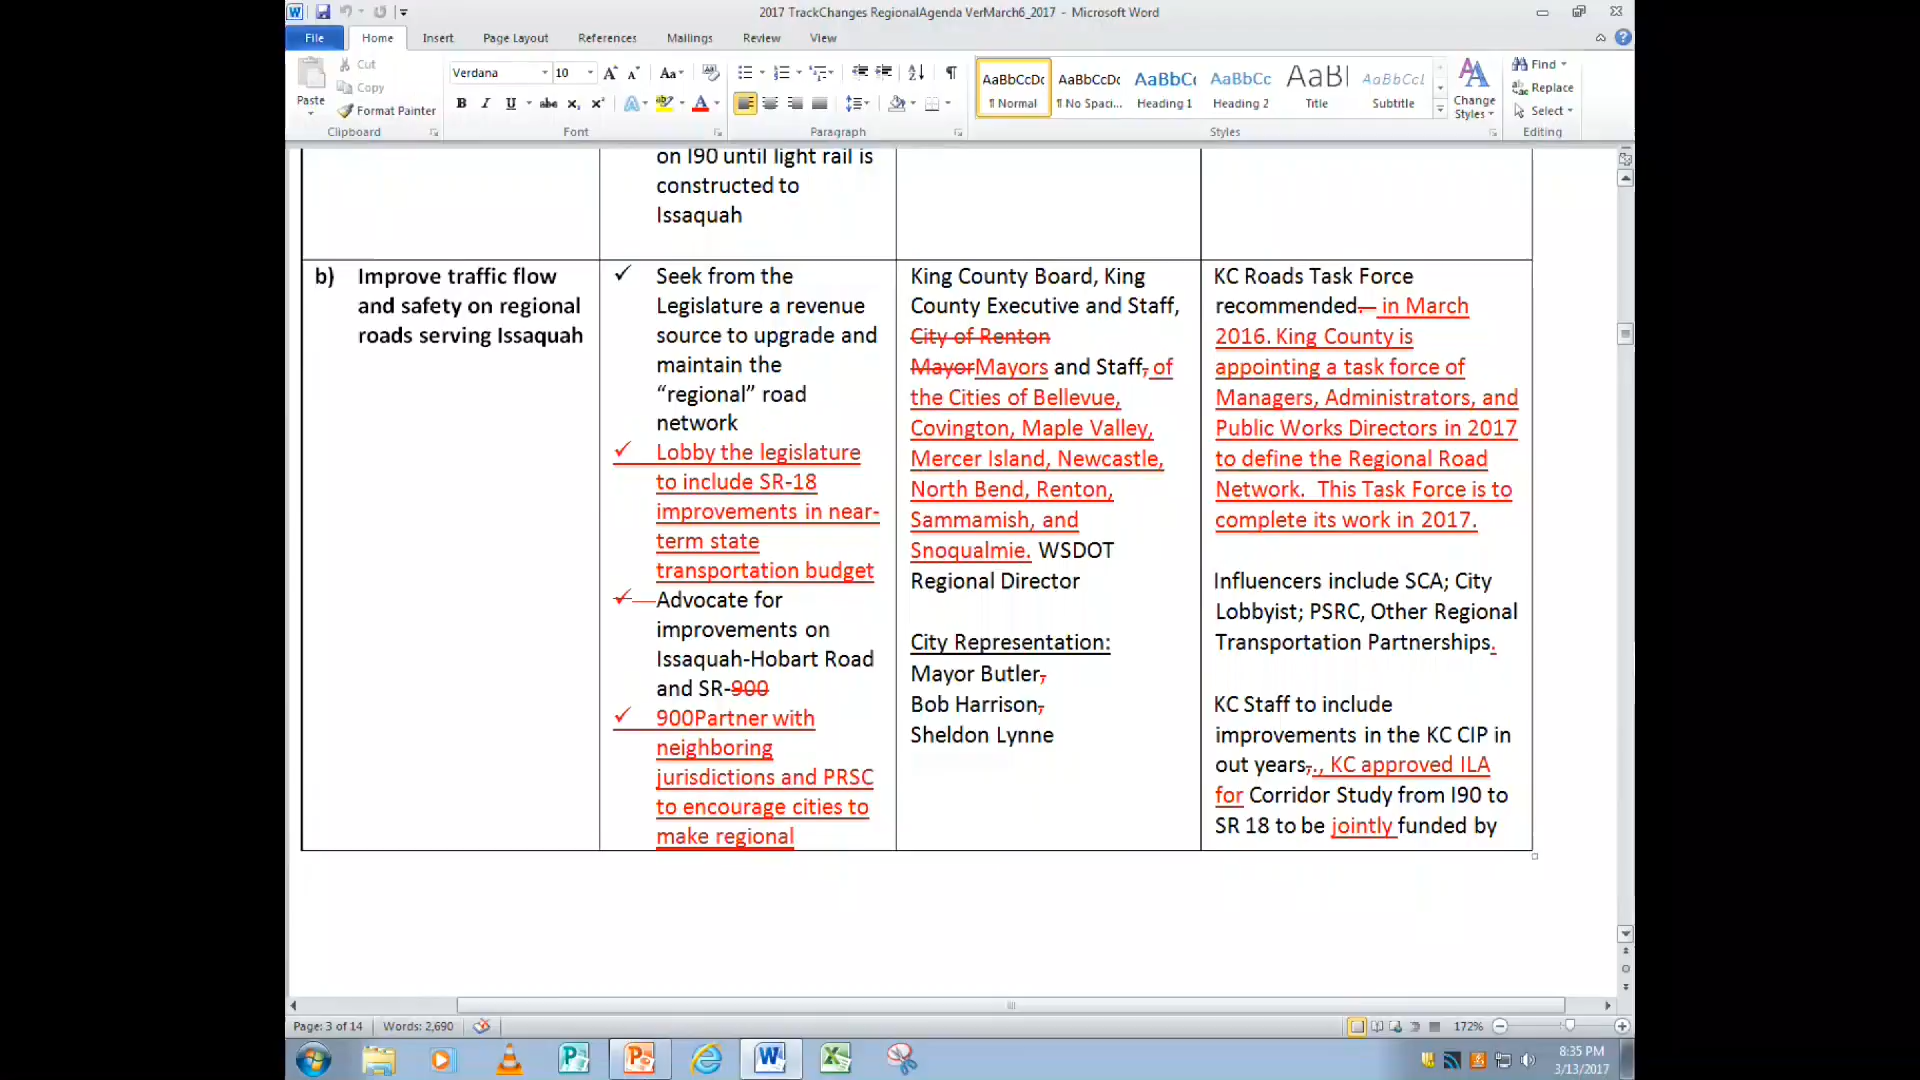 2017 TrackChanges RegionalAgenda VerMarch6_2017 - Microsoft Word
File Home Insert Page Layout References Mailings Review View
Paste
Cut
Copy
Format Painter
Clipboard
Verdana 10
Font
Paragraph
AaBbCcDc AaBbCcDc AaBbC AaBbCc AaBl AaBbCcl
¶ Normal ¶ No Spaci... Heading 1 Heading 2 Title Subtitle
Styles
Change
Styles
Find
Replace
Select
Editing
on I90 until light rail is
constructed to
Issaquah
b) Improve traffic flow
and safety on regional
roads serving Issaquah
✓ Seek from the
Legislature a revenue
source to upgrade and
maintain the
“regional” road
network
✓ Lobby the legislature
to include SR-18
improvements in near-
term state
transportation budget
✓ Advocate for
improvements on
Issaquah-Hobart Road
and SR-900
✓ 900Partner with
neighboring
jurisdictions and PRSC
to encourage cities to
make regional
King County Board, King
County Executive and Staff,
City of Renton
MayorMayors and Staff, of
the Cities of Bellevue,
Covington, Maple Valley,
Mercer Island, Newcastle,
North Bend, Renton,
Sammamish, and
Snoqualmie. WSDOT
Regional Director
City Representation:
Mayor Butler,
Bob Harrison,
Sheldon Lynne
KC Roads Task Force
recommended. in March
2016. King County is
appointing a task force of
Managers, Administrators, and
Public Works Directors in 2017
to define the Regional Road
Network. This Task Force is to
complete its work in 2017.
Influencers include SCA; City
Lobbyist; PSRC, Other Regional
Transportation Partnerships.
KC Staff to include
improvements in the KC CIP in
out years,., KC approved ILA
for Corridor Study from I90 to
SR 18 to be jointly funded by
Page: 3 of 14 Words: 2,690 172%
8:35 PM
3/13/2017